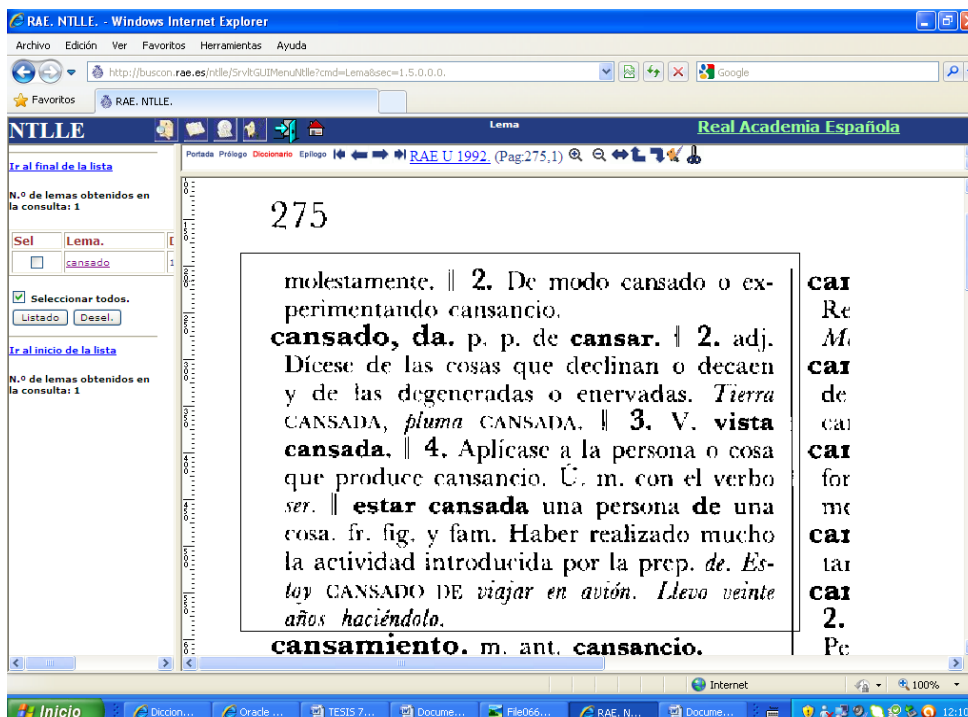 RAE. NTLLE. - Windows Internet Explorer
Archivo Edición Ver Favoritos Herramientas Ayuda
http://buscon.rae.es/ntlle/SrvltGUIMenuNtlle?cmd=Lema&sec=1.5.0.0.0.
Google
Favoritos RAE. NTLLE.
NTLLE Lema Real Academia Española
Portada Prólogo Diccionario Epílogo RAE U 1992. (Pag:275,1)
Ir al final de la lista
N.º de lemas obtenidos en
la consulta: 1
Sel Lema.
cansado 1
Seleccionar todos.
Listado Desel.
Ir al inicio de la lista
N.º de lemas obtenidos en
la consulta: 1
275
molestamente. || 2. De modo cansado o ex-
perimentando cansancio.
cansado, da. p. p. de cansar. || 2. adj.
Dícese de las cosas que declinan o decaen
y de las degeneradas o enervadas. Tierra
CANSADA, pluma CANSADA. || 3. V. vista
cansada. || 4. Aplícase a la persona o cosa
que produce cansancio. Ú. m. con el verbo
ser. || estar cansada una persona de una
cosa. fr. fig. y fam. Haber realizado mucho
la actividad introducida por la prep. de. Es-
toy CANSADO DE viajar en avión. Llevo veinte
años haciéndolo.
cansamiento. m. ant. cansancio.
Re
de
for
2.
Internet 100%
Inicio Diccion... Oracle ... TESIS 7... Docume... File066... RAE. N... Docume... 12:10